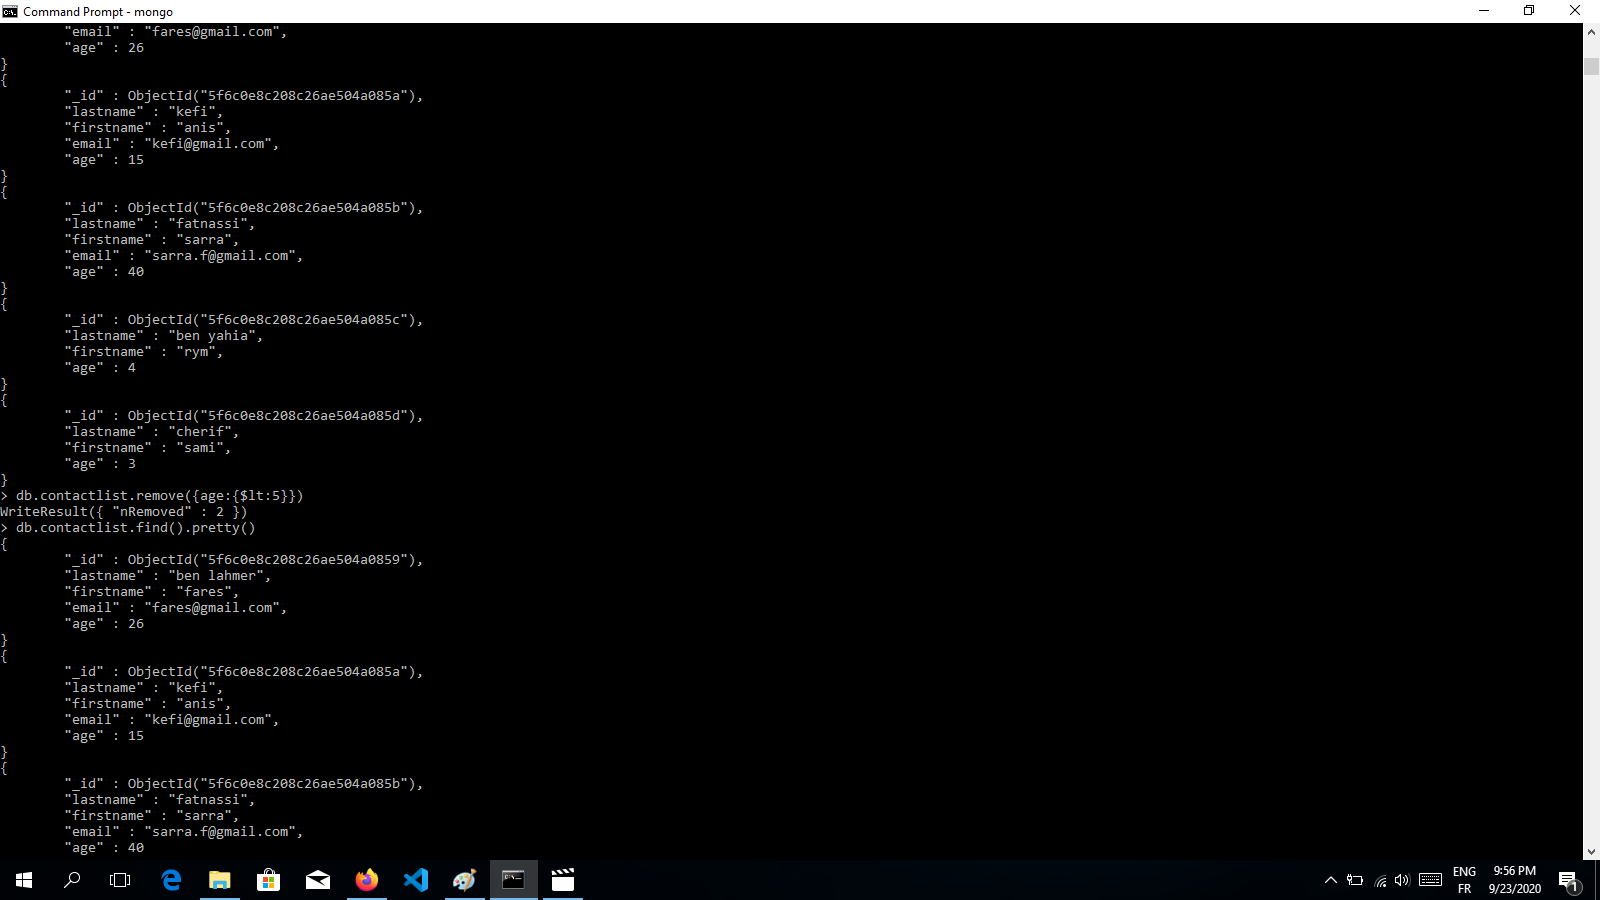 Command Prompt - mongo
"email" : "fares@gmail.com",
"age" : 26
}
{
"_id" : ObjectId("5f6c0e8c208c26ae504a085a"),
"lastname" : "kefi",
"firstname" : "anis",
"email" : "kefi@gmail.com",
"age" : 15
}
{
"_id" : ObjectId("5f6c0e8c208c26ae504a085b"),
"lastname" : "fatnassi",
"firstname" : "sarra",
"email" : "sarra.f@gmail.com",
"age" : 40
}
{
"_id" : ObjectId("5f6c0e8c208c26ae504a085c"),
"lastname" : "ben yahia",
"firstname" : "rym",
"age" : 4
}
{
"_id" : ObjectId("5f6c0e8c208c26ae504a085d"),
"lastname" : "cherif",
"firstname" : "sami",
"age" : 3
}
> db.contactlist.remove({age:{$lt:5}})
WriteResult({ "nRemoved" : 2 })
> db.contactlist.find().pretty()
{
"_id" : ObjectId("5f6c0e8c208c26ae504a0859"),
"lastname" : "ben lahmer",
"firstname" : "fares",
"email" : "fares@gmail.com",
"age" : 26
}
{
"_id" : ObjectId("5f6c0e8c208c26ae504a085a"),
"lastname" : "kefi",
"firstname" : "anis",
"email" : "kefi@gmail.com",
"age" : 15
}
{
"_id" : ObjectId("5f6c0e8c208c26ae504a085b"),
"lastname" : "fatnassi",
"firstname" : "sarra",
"email" : "sarra.f@gmail.com",
"age" : 40
ENG
FR
9:56 PM
9/23/2020
1